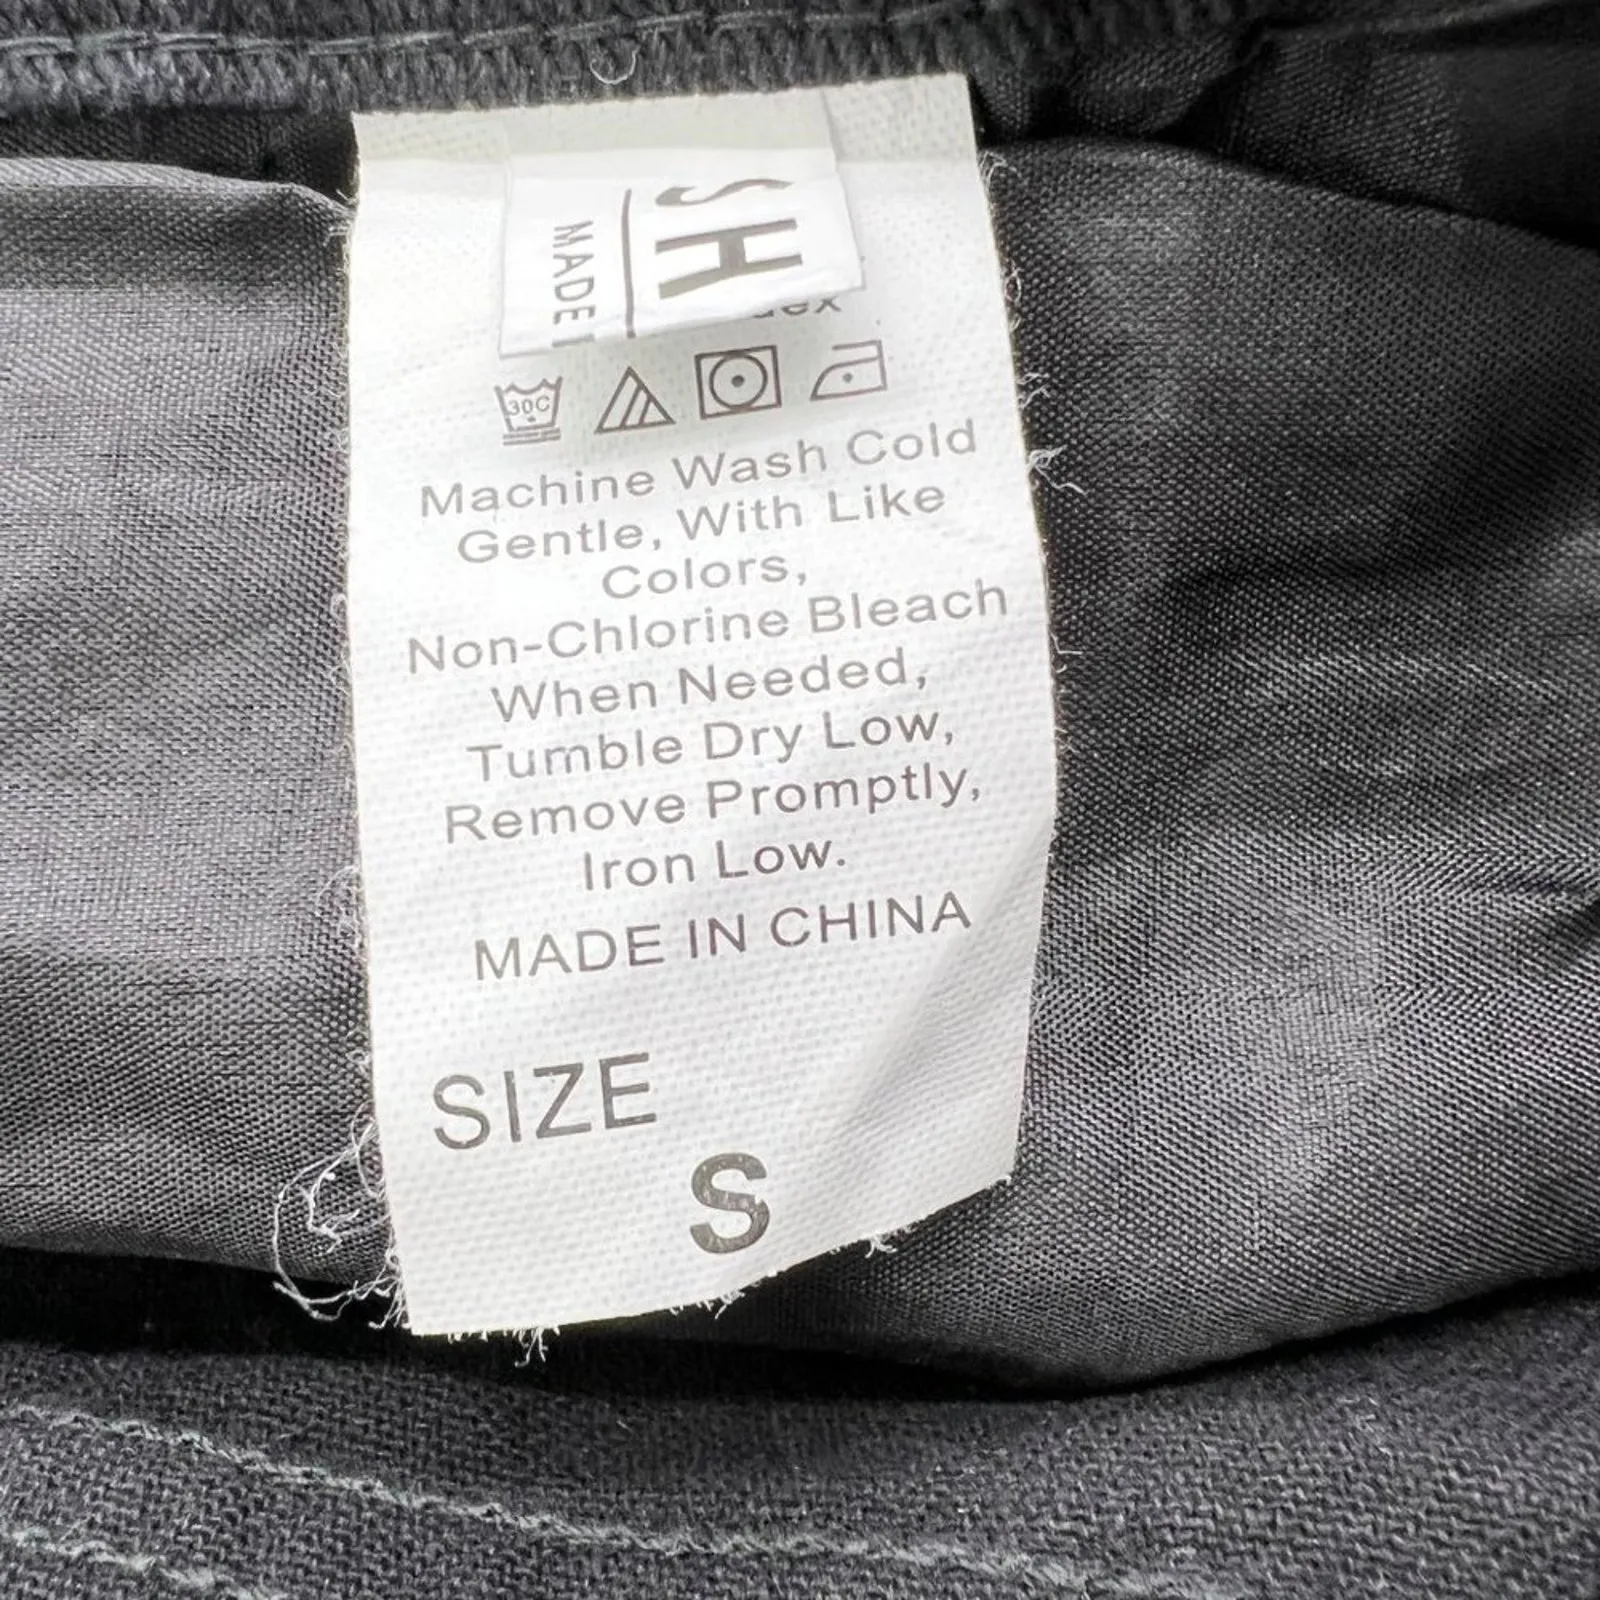 SH
MADE
30C
Machine Wash Cold
Gentle, With Like
Colors,
Non-Chlorine Bleach
When Needed,
Tumble Dry Low,
Remove Promptly,
Iron Low.
MADE IN CHINA
SIZE
S